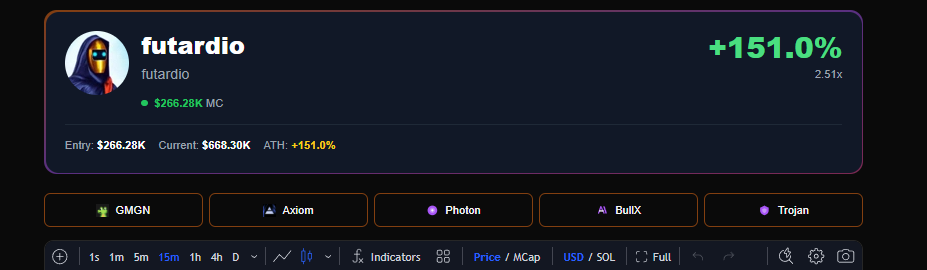 futardio
+151.0%
futardio
2.51x
$266.28K MC
Entry: $266.28K Current: $668.30K ATH: +151.0%
GMGN Axiom Photon BullX Trojan
1s 1m 5m 15m 1h 4h D Indicators Price / MCap USD / SOL Full